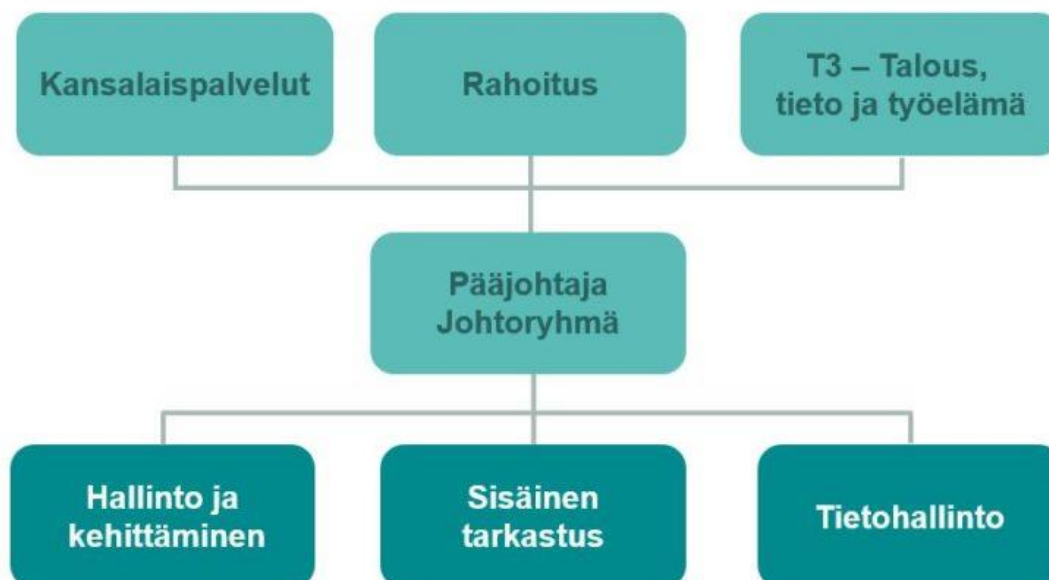 Kansalaispalvelut
Rahoitus
T3 – Talous,
tieto ja työelämä
Pääjohtaja
Johtoryhmä
Hallinto ja
kehittäminen
Sisäinen
tarkastus
Tietohallinto